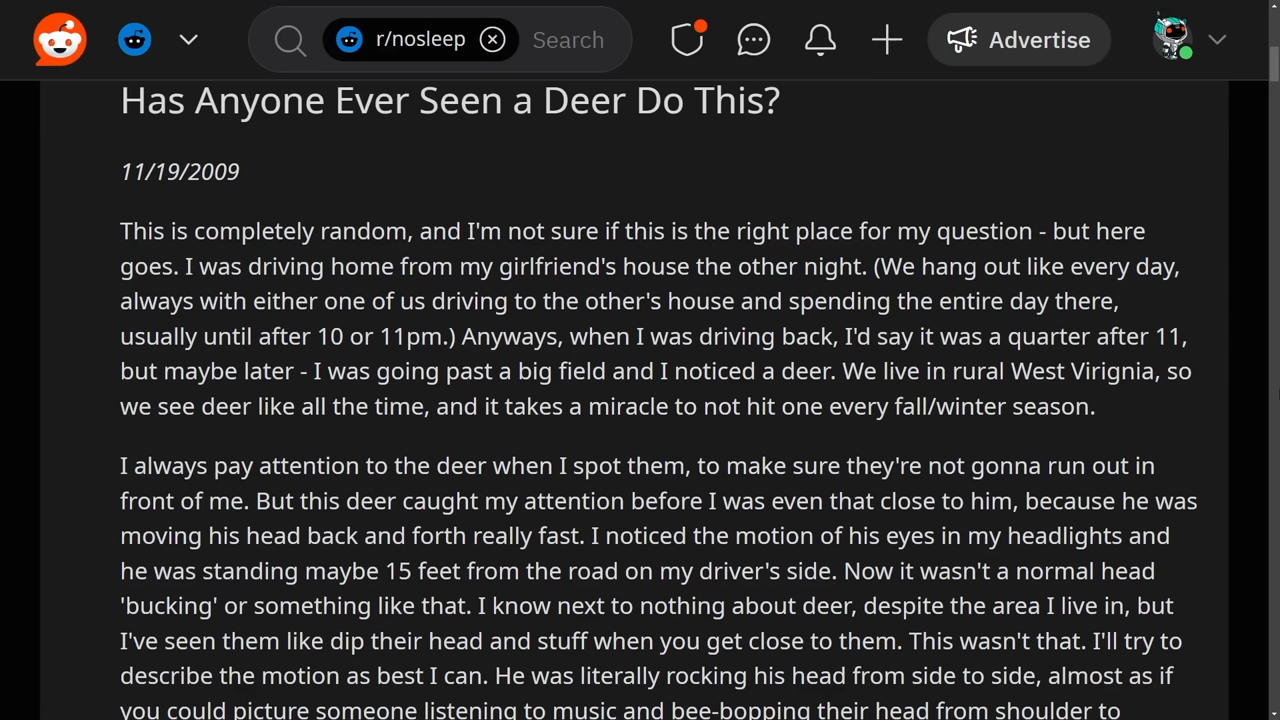 r/nosleep
Search
Advertise
Has Anyone Ever Seen a Deer Do This?
11/19/2009
This is completely random, and I'm not sure if this is the right place for my question - but here
goes. I was driving home from my girlfriend's house the other night. (We hang out like every day,
always with either one of us driving to the other's house and spending the entire day there,
usually until after 10 or 11pm.) Anyways, when I was driving back, I'd say it was a quarter after 11,
but maybe later - I was going past a big field and I noticed a deer. We live in rural West Virignia, so
we see deer like all the time, and it takes a miracle to not hit one every fall/winter season.
I always pay attention to the deer when I spot them, to make sure they're not gonna run out in
front of me. But this deer caught my attention before I was even that close to him, because he was
moving his head back and forth really fast. I noticed the motion of his eyes in my headlights and
he was standing maybe 15 feet from the road on my driver's side. Now it wasn't a normal head
'bucking' or something like that. I know next to nothing about deer, despite the area I live in, but
I've seen them like dip their head and stuff when you get close to them. This wasn't that. I'll try to
describe the motion as best I can. He was literally rocking his head from side to side, almost as if
you could picture someone listening to music and bee-bopping their head from shoulder to